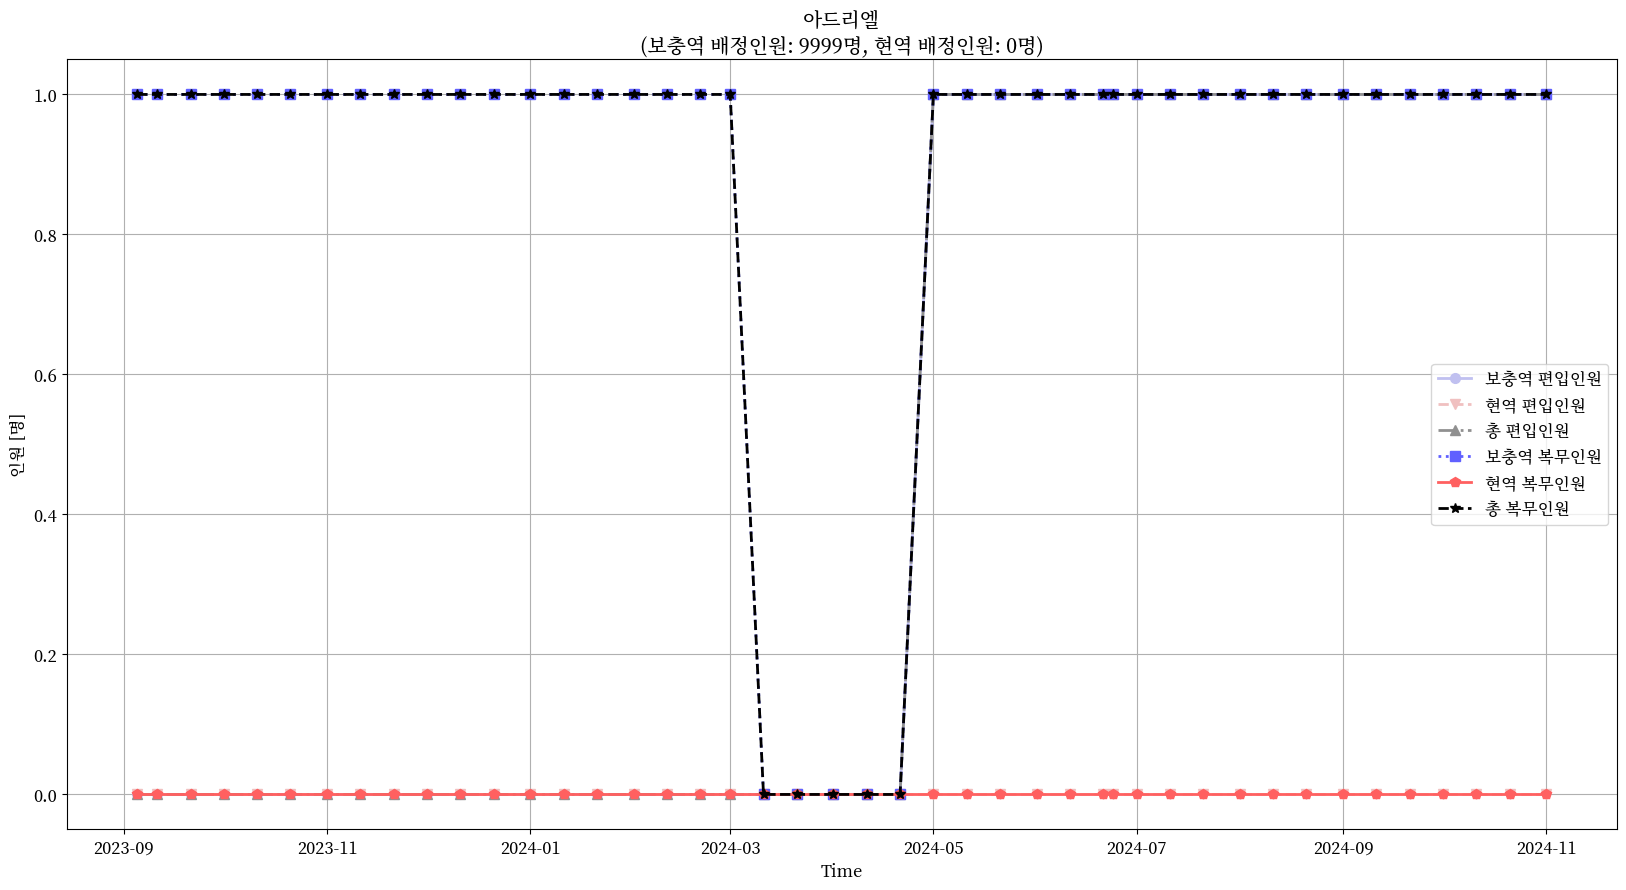 아드리엘
(보충역 배정인원: 9999명, 현역 배정인원: 0명)
1.0
0.8
0.6
0.4
0.2
0.0
인원 [명]
보충역 편입인원
현역 편입인원
총 편입인원
보충역 복무인원
현역 복무인원
총 복무인원
2023-09 2023-11 2024-01 2024-03 2024-05 2024-07 2024-09 2024-11
Time